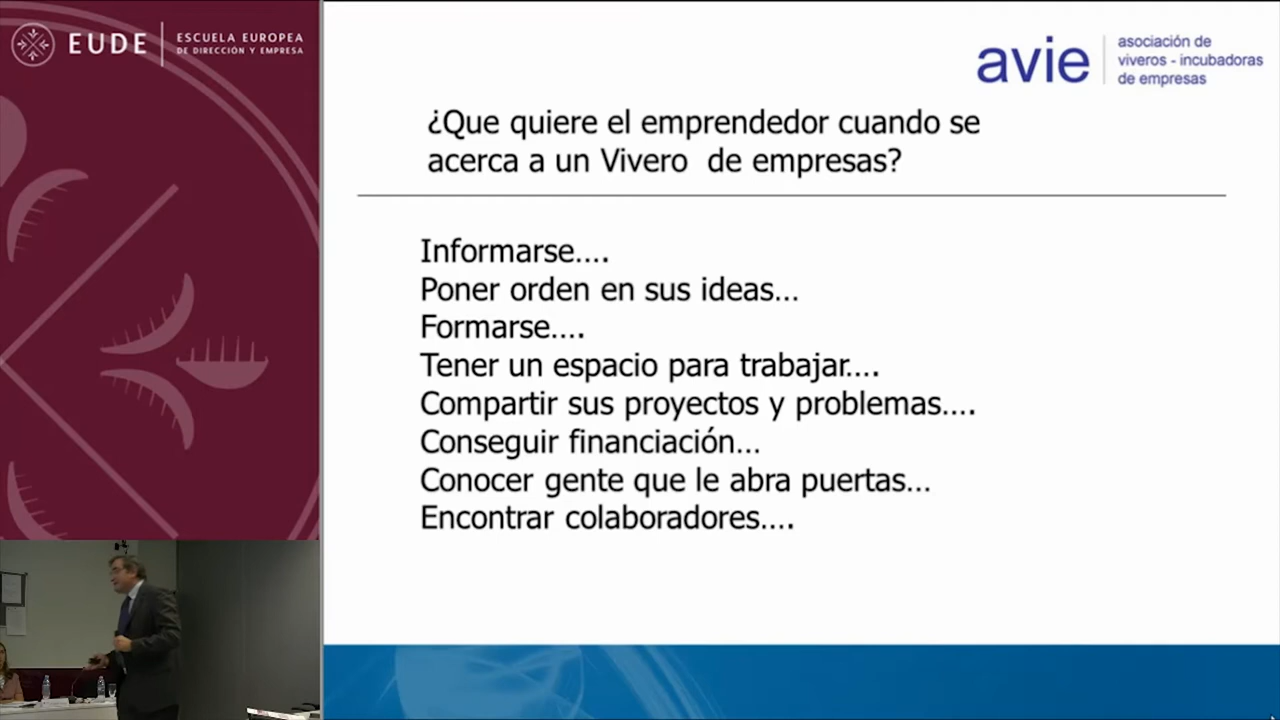 EUDE
ESCUELA EUROPEA
DE DIRECCIÓN Y EMPRESA
avie
asociación de
viveros - incubadoras
de empresas
¿Que quiere el emprendedor cuando se
acerca a un Vivero de empresas?
Informarse....
Poner orden en sus ideas...
Formarse....
Tener un espacio para trabajar....
Compartir sus proyectos y problemas....
Conseguir financiación...
Conocer gente que le abra puertas...
Encontrar colaboradores....